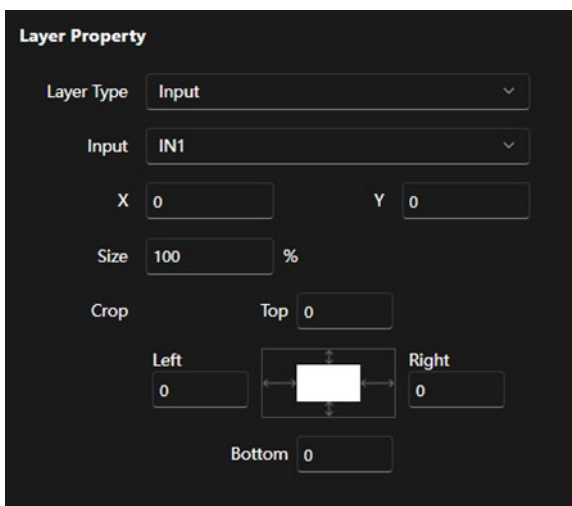 Layer Property
Layer Type Input
Input IN1
X 0 Y 0
Size 100 %
Crop Top 0
Left Right
0 0
Bottom 0